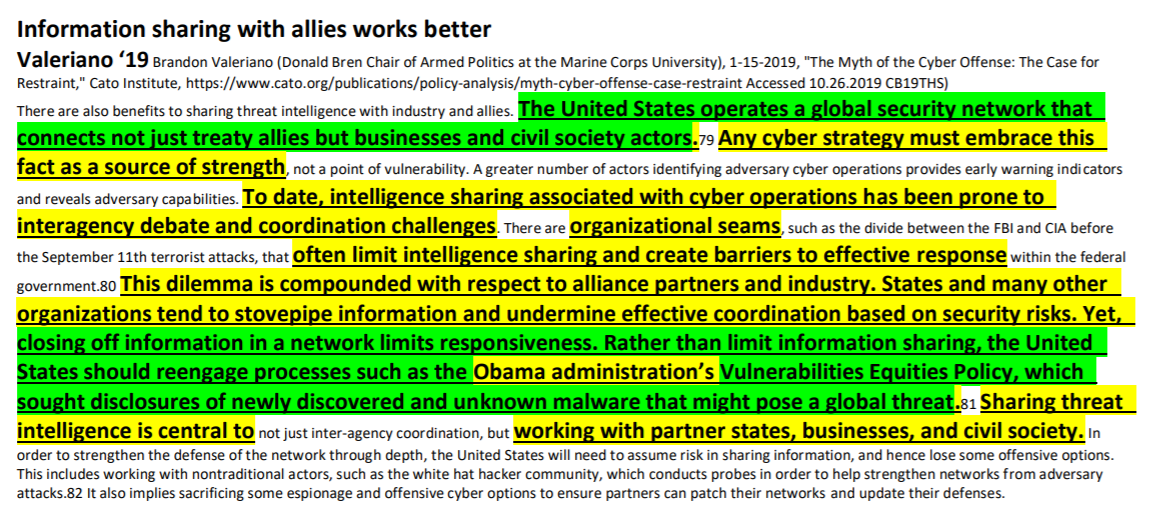 Information sharing with allies works better
Valeriano ‘19 Brandon Valeriano (Donald Bren Chair of Armed Politics at the Marine Corps University), 1-15-2019, "The Myth of the Cyber Offense: The Case for
Restraint," Cato Institute, https://www.cato.org/publications/policy-analysis/myth-cyber-offense-case-restraint Accessed 10.26.2019 CB19THS)
There are also benefits to sharing threat intelligence with industry and allies. The United States operates a global security network that
connects not just treaty allies but businesses and civil society actors.79 Any cyber strategy must embrace this
fact as a source of strength, not a point of vulnerability. A greater number of actors identifying adversary cyber operations provides early warning indicators
and reveals adversary capabilities. To date, intelligence sharing associated with cyber operations has been prone to
interagency debate and coordination challenges. There are organizational seams, such as the divide between the FBI and CIA before
the September 11th terrorist attacks, that often limit intelligence sharing and create barriers to effective response within the federal
government.80 This dilemma is compounded with respect to alliance partners and industry. States and many other
organizations tend to stovepipe information and undermine effective coordination based on security risks. Yet,
closing off information in a network limits responsiveness. Rather than limit information sharing, the United
States should reengage processes such as the Obama administration’s Vulnerabilities Equities Policy, which
sought disclosures of newly discovered and unknown malware that might pose a global threat.81 Sharing threat
intelligence is central to not just inter-agency coordination, but working with partner states, businesses, and civil society. In
order to strengthen the defense of the network through depth, the United States will need to assume risk in sharing information, and hence lose some offensive options.
This includes working with nontraditional actors, such as the white hat hacker community, which conducts probes in order to help strengthen networks from adversary
attacks.82 It also implies sacrificing some espionage and offensive cyber options to ensure partners can patch their networks and update their defenses.